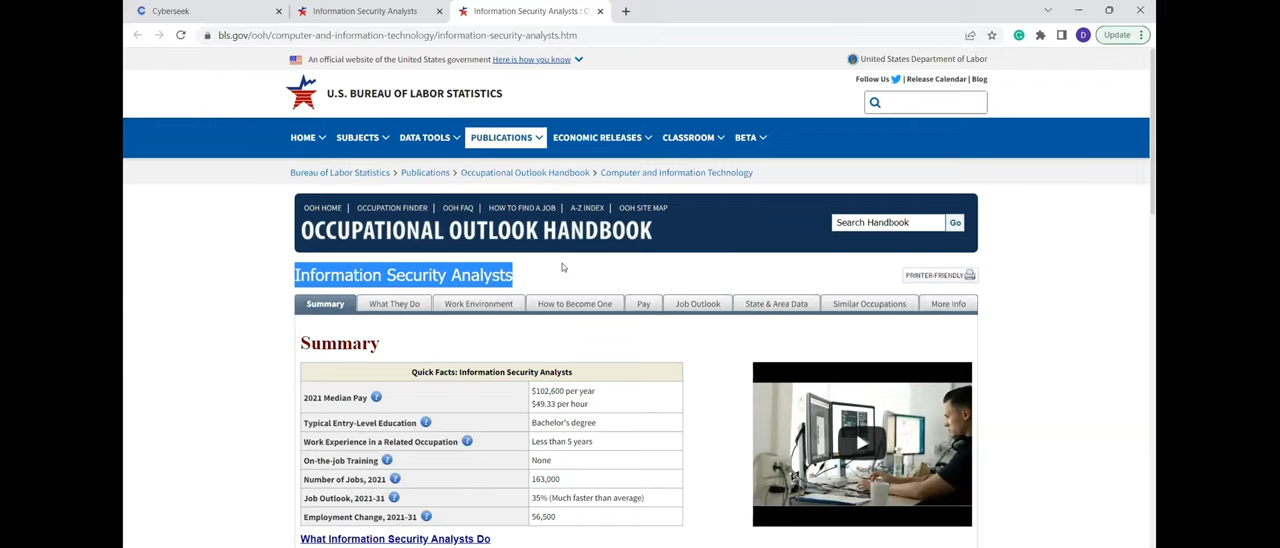 Cyberseek
Information Security Analysts
Information Security Analysts : O
bls.gov/ooh/computer-and-information-technology/information-security-analysts.htm
D
Update
An official website of the United States government Here is how you know
United States Department of Labor
Follow Us | Release Calendar | Blog
U.S. BUREAU OF LABOR STATISTICS
HOME SUBJECTS DATA TOOLS PUBLICATIONS ECONOMIC RELEASES CLASSROOM BETA
Bureau of Labor Statistics > Publications > Occupational Outlook Handbook > Computer and Information Technology
OOH HOME | OCCUPATION FINDER | OOH FAQ | HOW TO FIND A JOB | A-Z INDEX | OOH SITE MAP
OCCUPATIONAL OUTLOOK HANDBOOK
Search Handbook Go
Information Security Analysts
PRINTER-FRIENDLY
Summary What They Do Work Environment How to Become One Pay Job Outlook State & Area Data Similar Occupations More Info
Summary
Quick Facts: Information Security Analysts
2021 Median Pay ? $102,600 per year
$49.33 per hour
Typical Entry-Level Education ? Bachelor's degree
Work Experience in a Related Occupation ? Less than 5 years
On-the-job Training ? None
Number of Jobs, 2021 ? 163,000
Job Outlook, 2021-31 ? 35% (Much faster than average)
Employment Change, 2021-31 ? 56,500
What Information Security Analysts Do